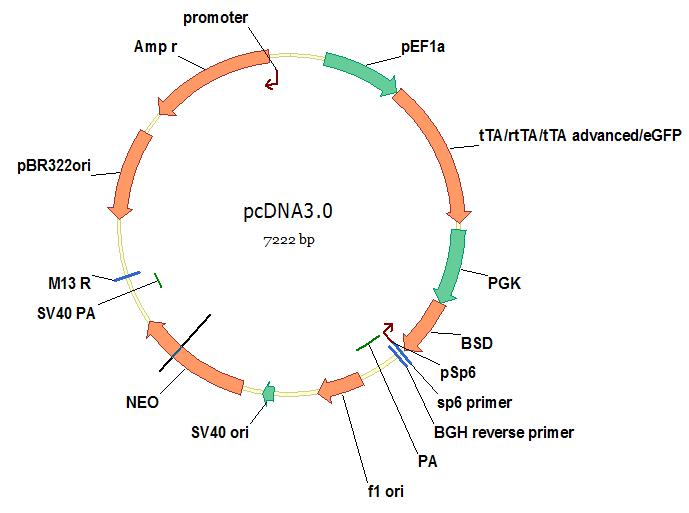 promoter
Amp r
pEF1a
tTA/rtTA/tTA advanced/eGFP
pBR322ori
pcDNA3.0
7222 bp
PGK
M13 R
SV40 PA
BSD
pSp6
sp6 primer
NEO
SV40 ori
BGH reverse primer
PA
f1 ori